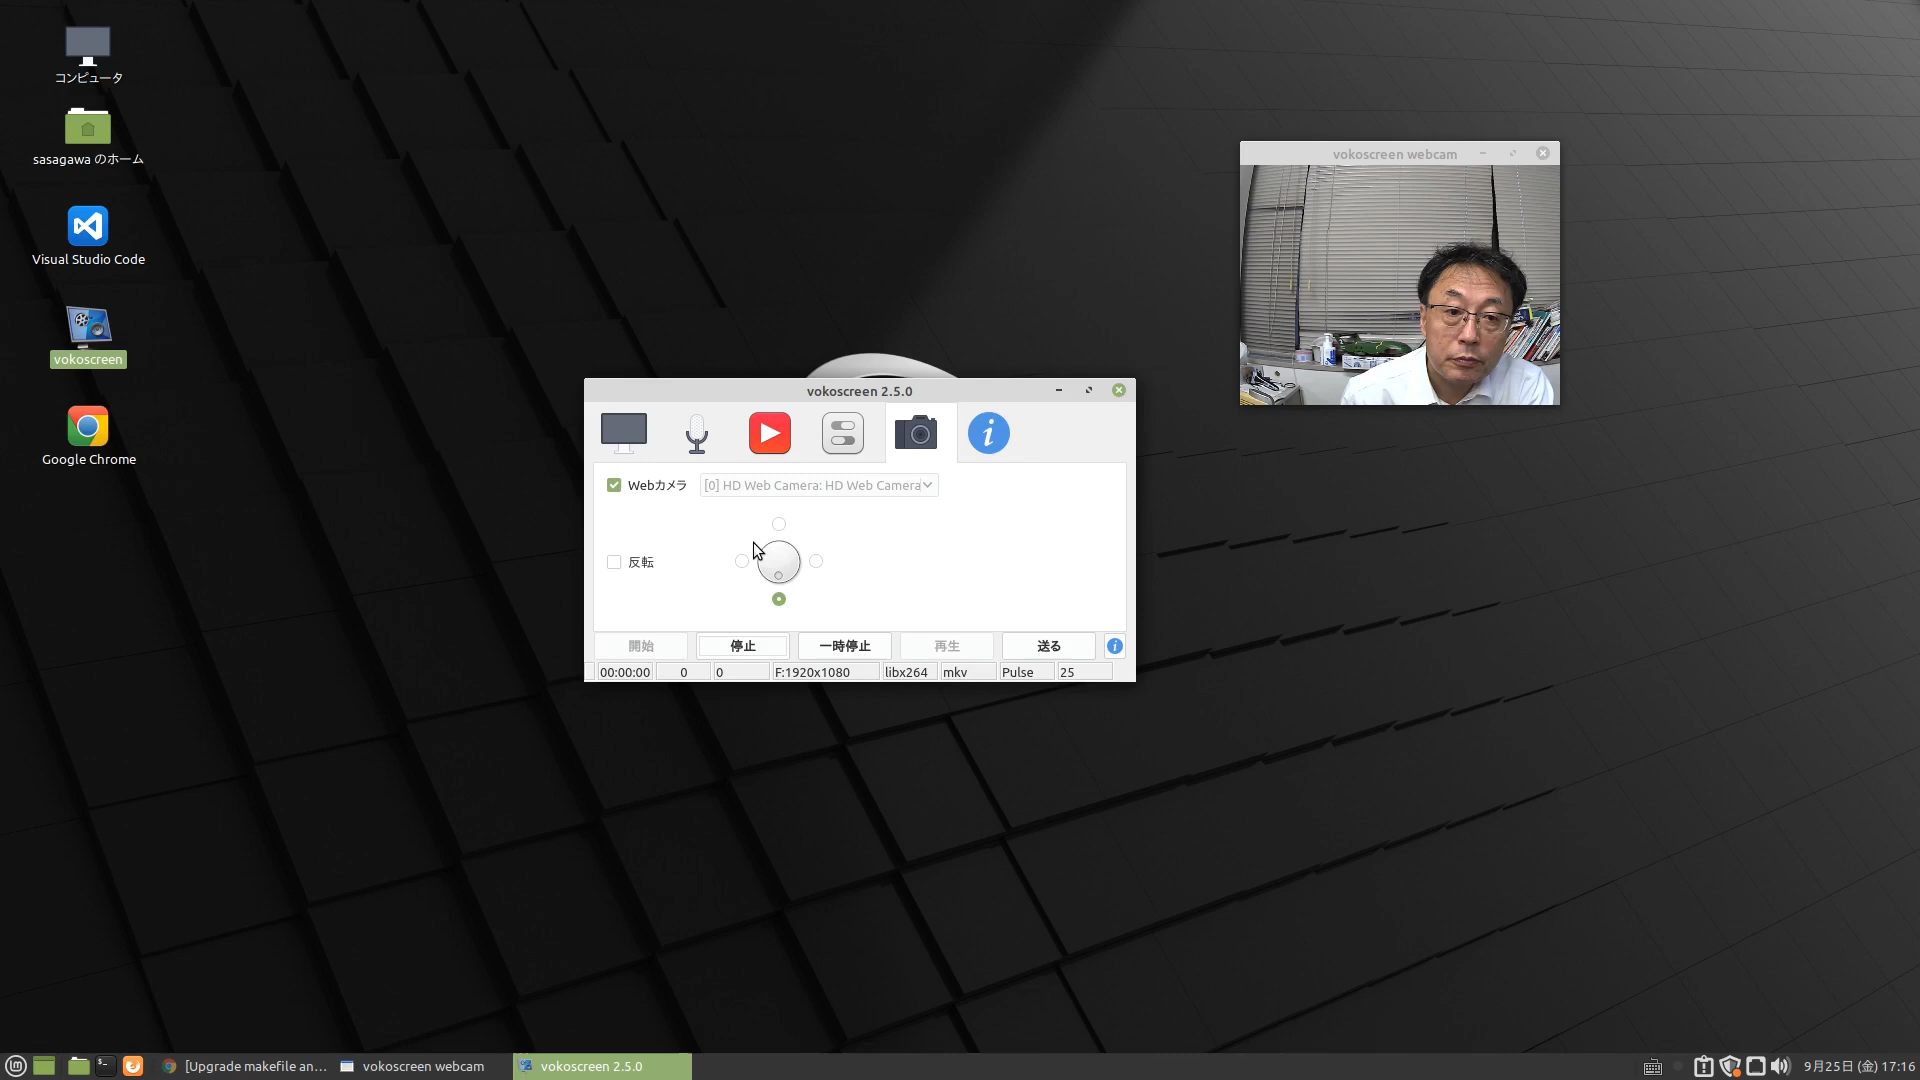 コンピュータ
sasagawa のホーム
Visual Studio Code
vokoscreen
Google Chrome
vokoscreen webcam
vokoscreen 2.5.0
Webカメラ
[0] HD Web Camera: HD Web Camera
反転
開始
停止
一時停止
再生
送る
00:00:00
0
0
F:1920x1080
libx264
mkv
Pulse
25
[Upgrade makefile an...
vokoscreen webcam
vokoscreen 2.5.0
9月25日 (金) 17:16